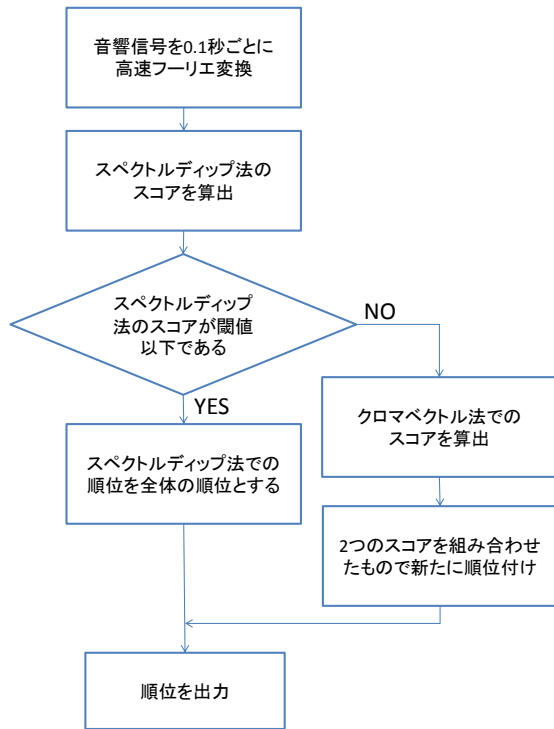 音響信号を0.1秒ごとに
高速フーリエ変換
スペクトルディップ法の
スコアを算出
スペクトルディップ
法のスコアが閾値
以下である
NO
YES
クロマベクトル法での
スコアを算出
スペクトルディップ法での
順位を全体の順位とする
2つのスコアを組み合わせ
たもので新たに順位付け
順位を出力